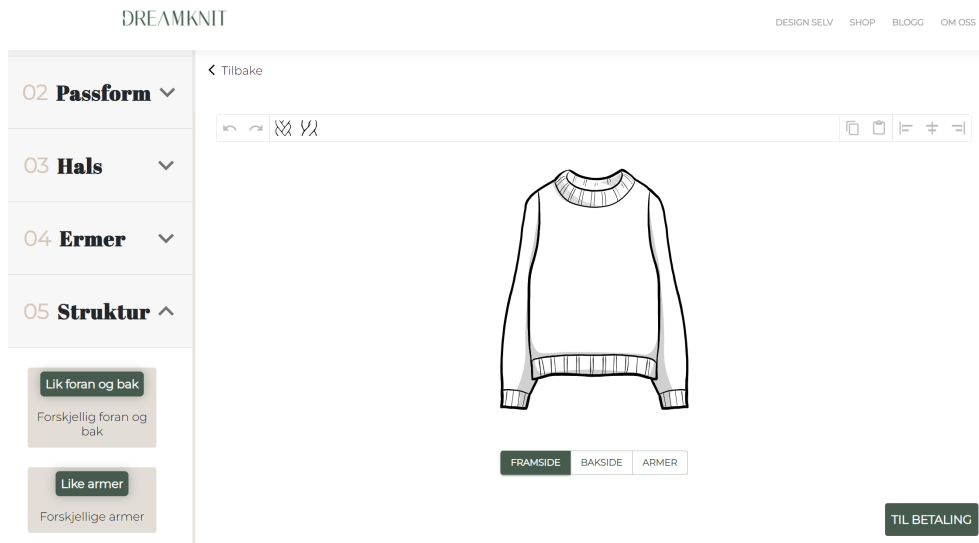 DREAMKNIT
DESIGN SELV SHOP BLOGG OM OSS
02 Passform
03 Hals
04 Ermer
05 Struktur
Lik foran og bak
Forskjellig foran og
bak
Like armer
Forskjellige armer
Tilbake
FRAMSIDE BAKSIDE ARMER
TIL BETALING